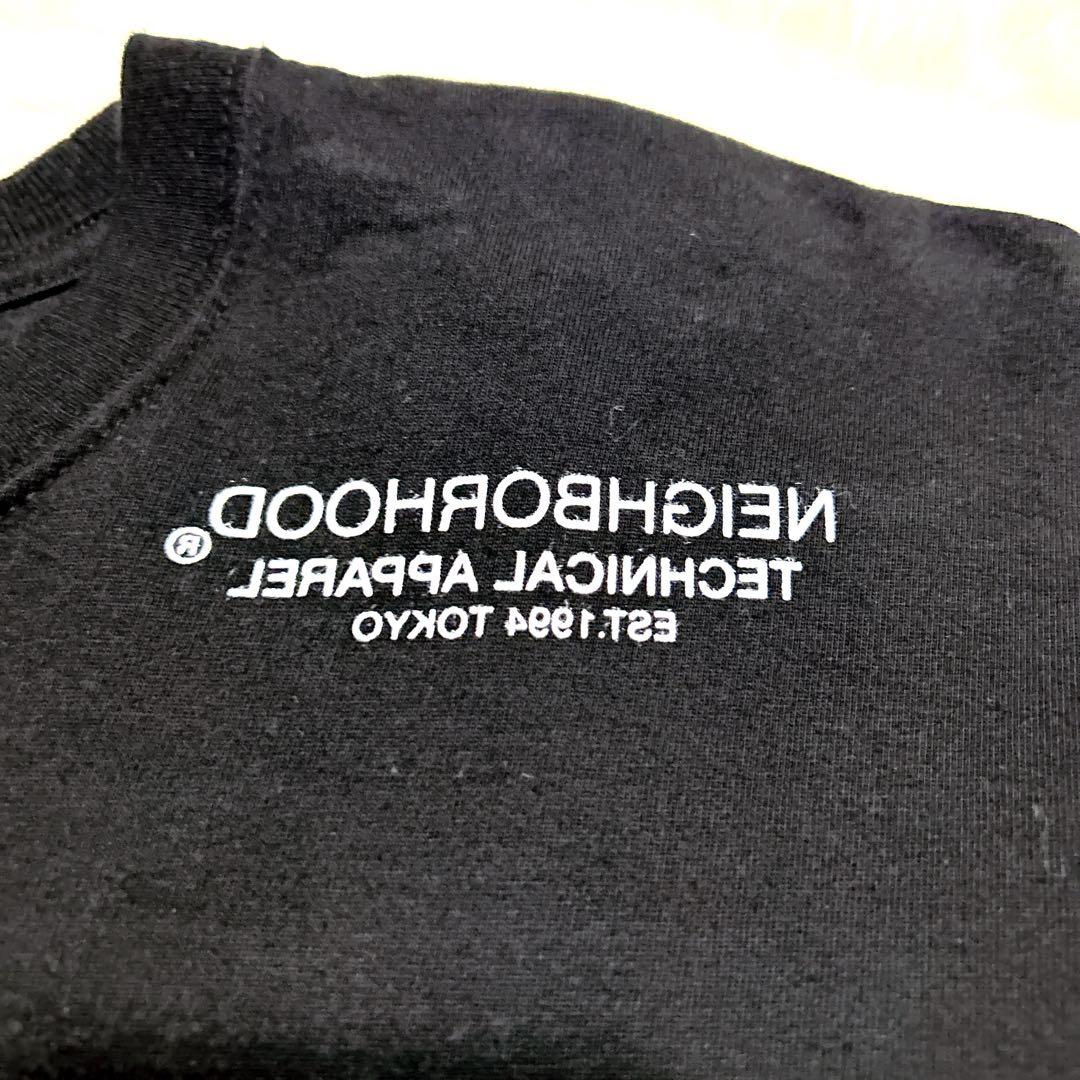 NEIGHBORHOOD®
TECHNICAL APPAREL
EST.1994 TOKYO